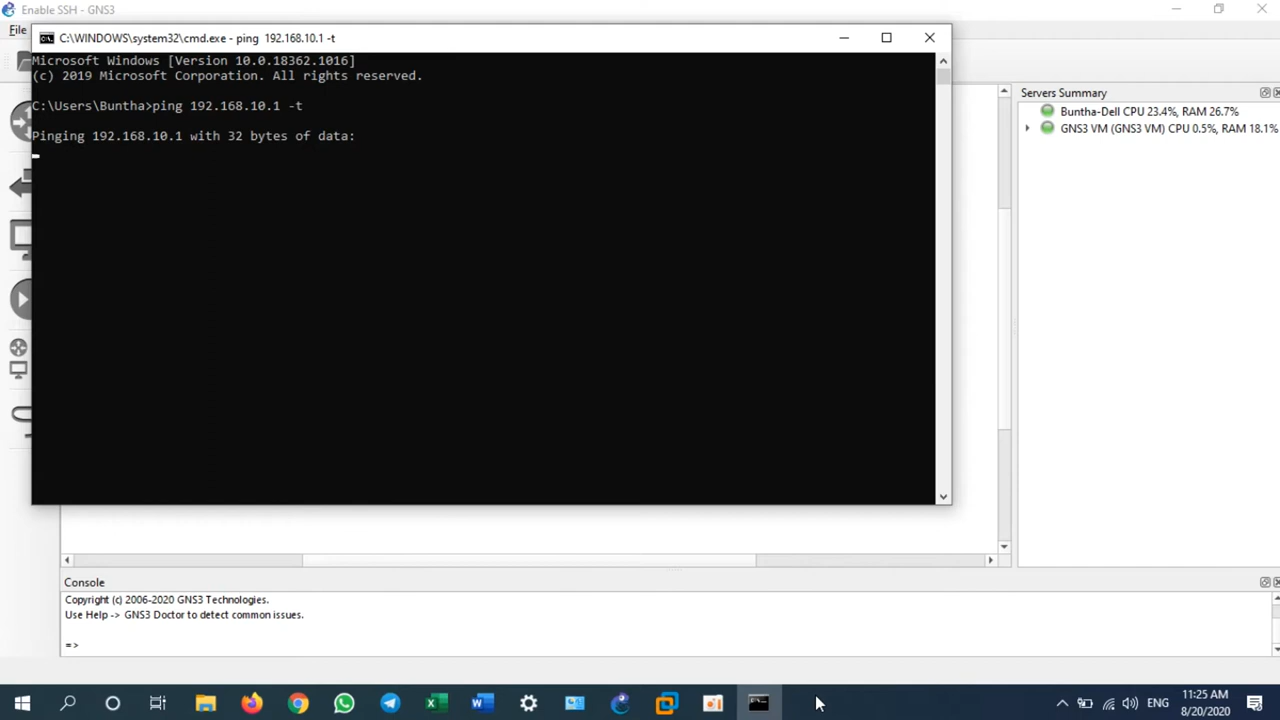 Enable SSH - GNS3
File
C:\WINDOWS\system32\cmd.exe - ping  192.168.10.1 -t
Microsoft Windows [Version 10.0.18362.1016]
(c) 2019 Microsoft Corporation. All rights reserved.
C:\Users\Buntha>ping 192.168.10.1 -t
Pinging 192.168.10.1 with 32 bytes of data:
Servers Summary
Buntha-Dell CPU 23.4%, RAM 26.7%
GNS3 VM (GNS3 VM) CPU 0.5%, RAM 18.1%
Console
Copyright (c) 2006-2020 GNS3 Technologies.
Use Help -> GNS3 Doctor to detect common issues.
=>
ENG
11:25 AM
8/20/2020